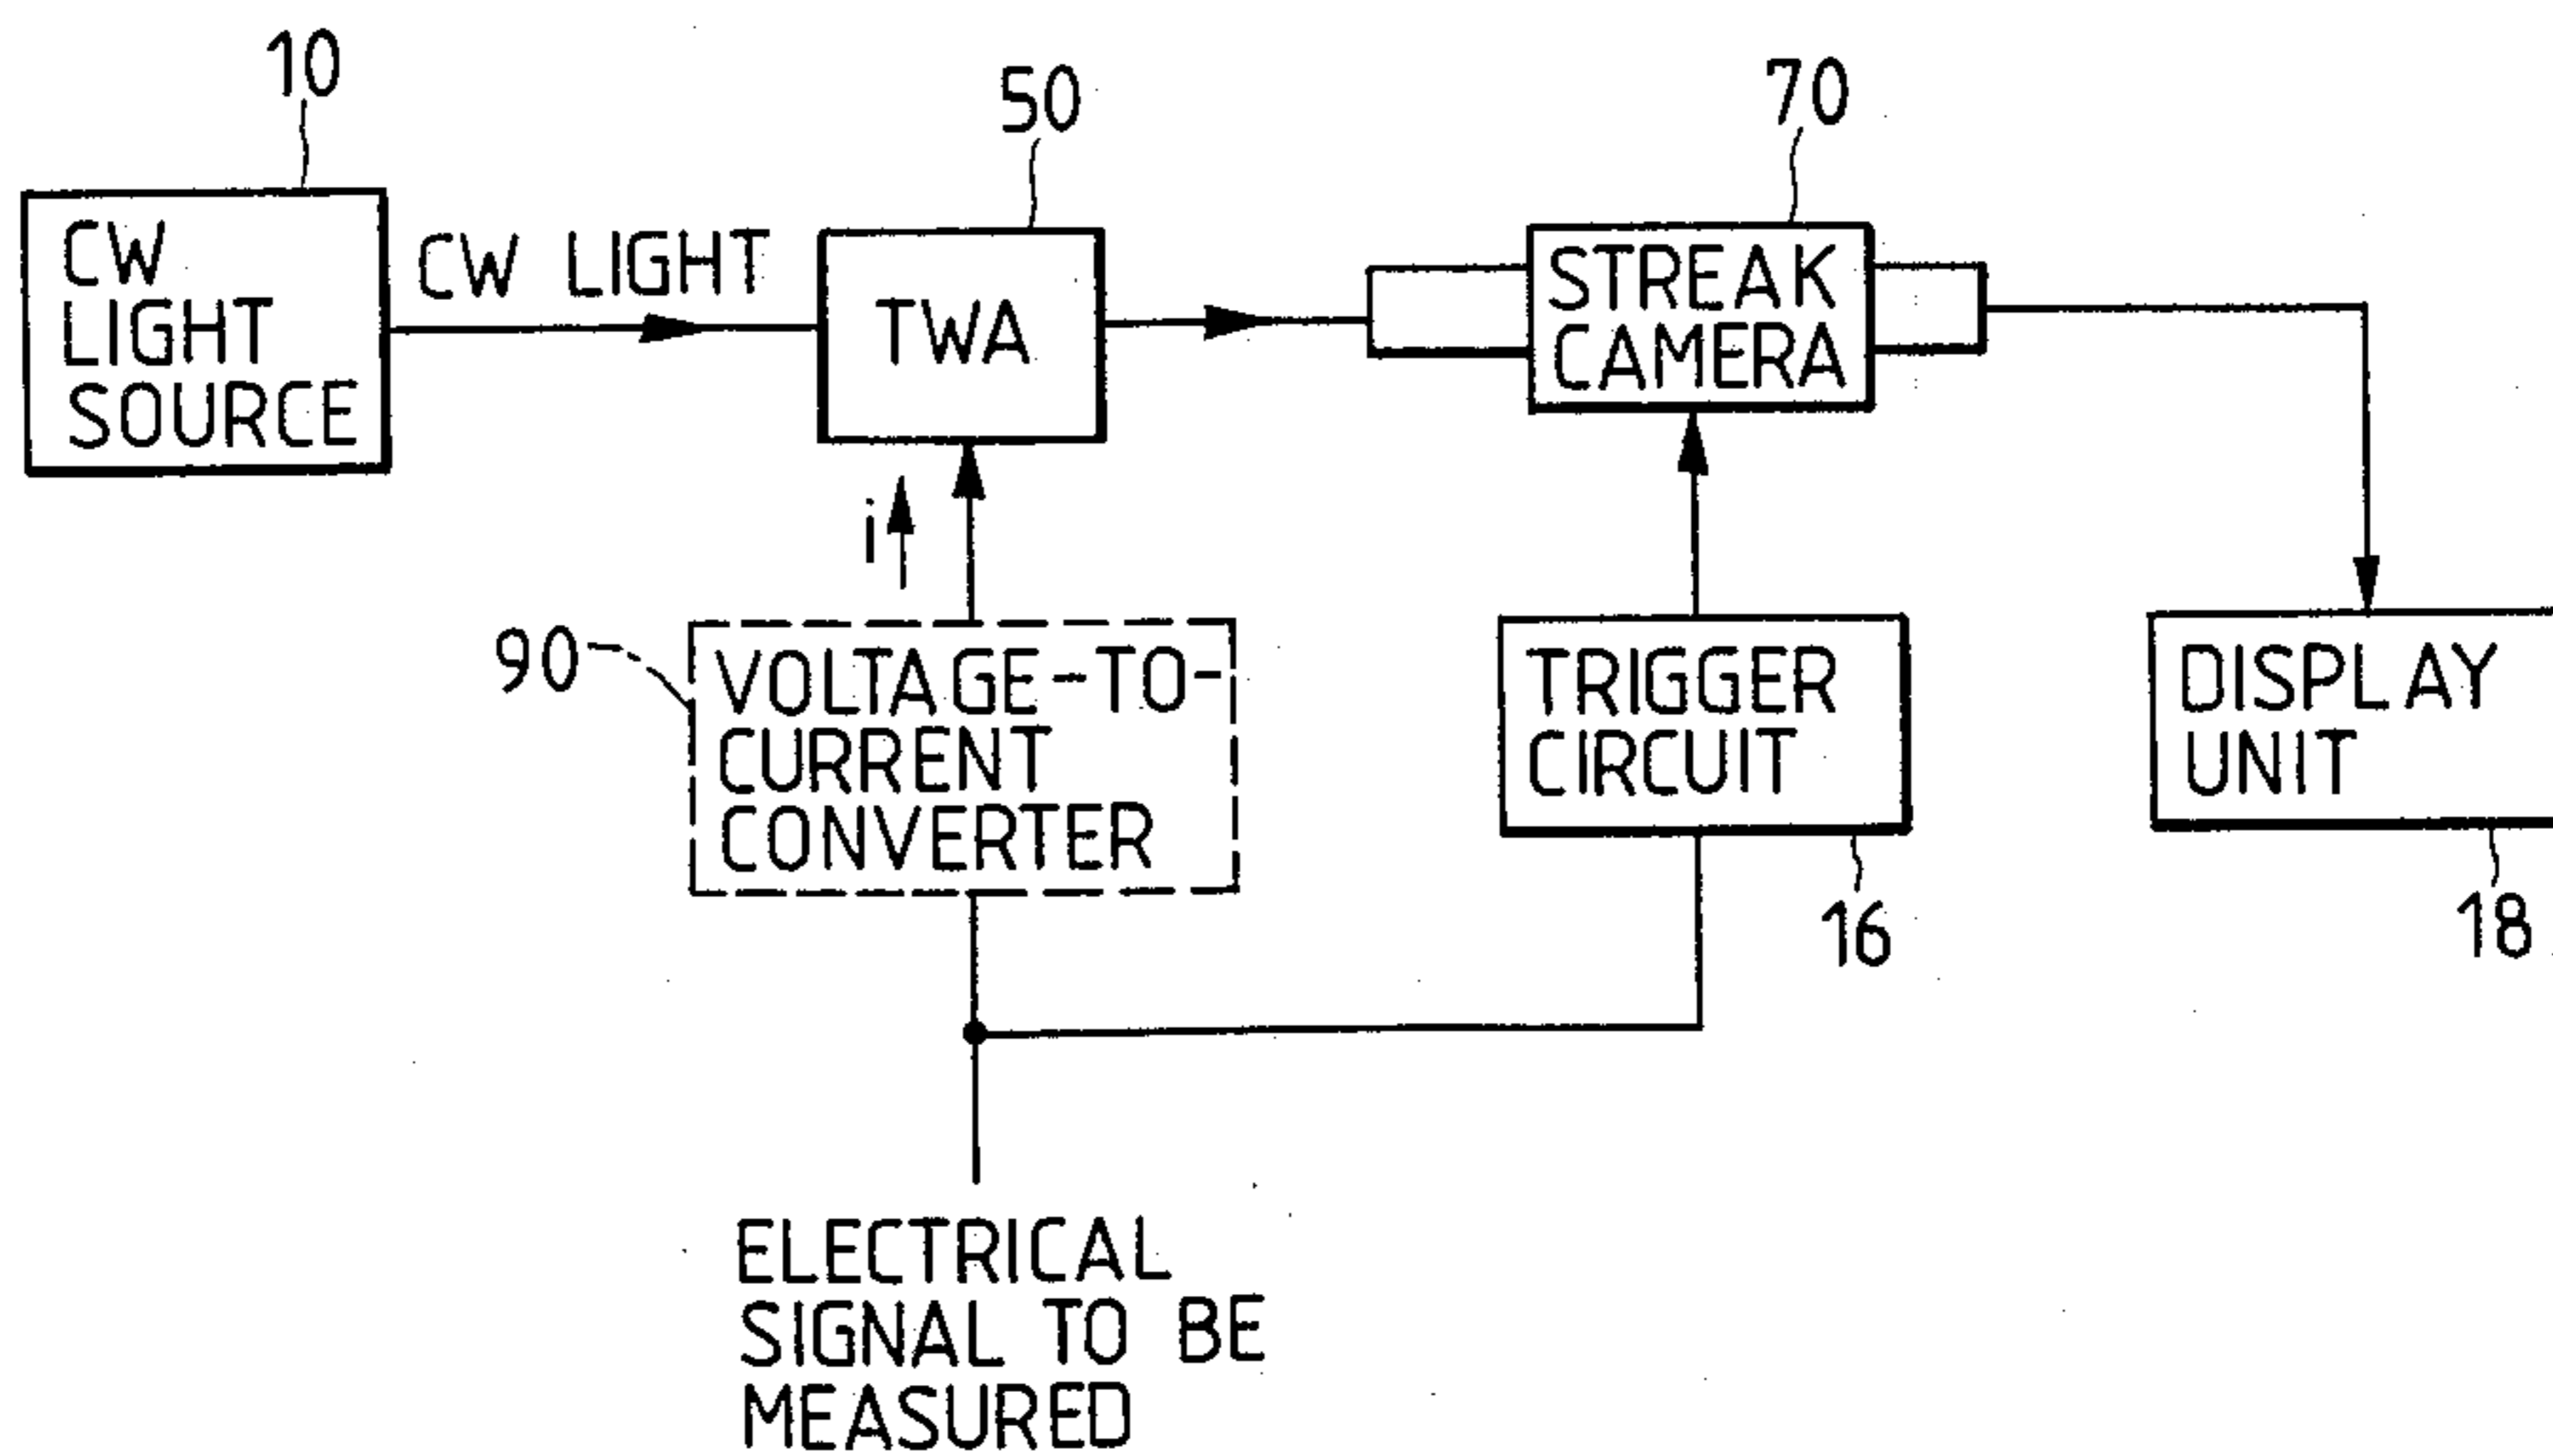 10
50
70
CW
LIGHT
SOURCE
CW LIGHT
TWA
STREAK
CAMERA
i
90
VOLTAGE-TO-
CURRENT
CONVERTER
TRIGGER
CIRCUIT
DISPLAY
UNIT
16
18
ELECTRICAL
SIGNAL TO BE
MEASURED